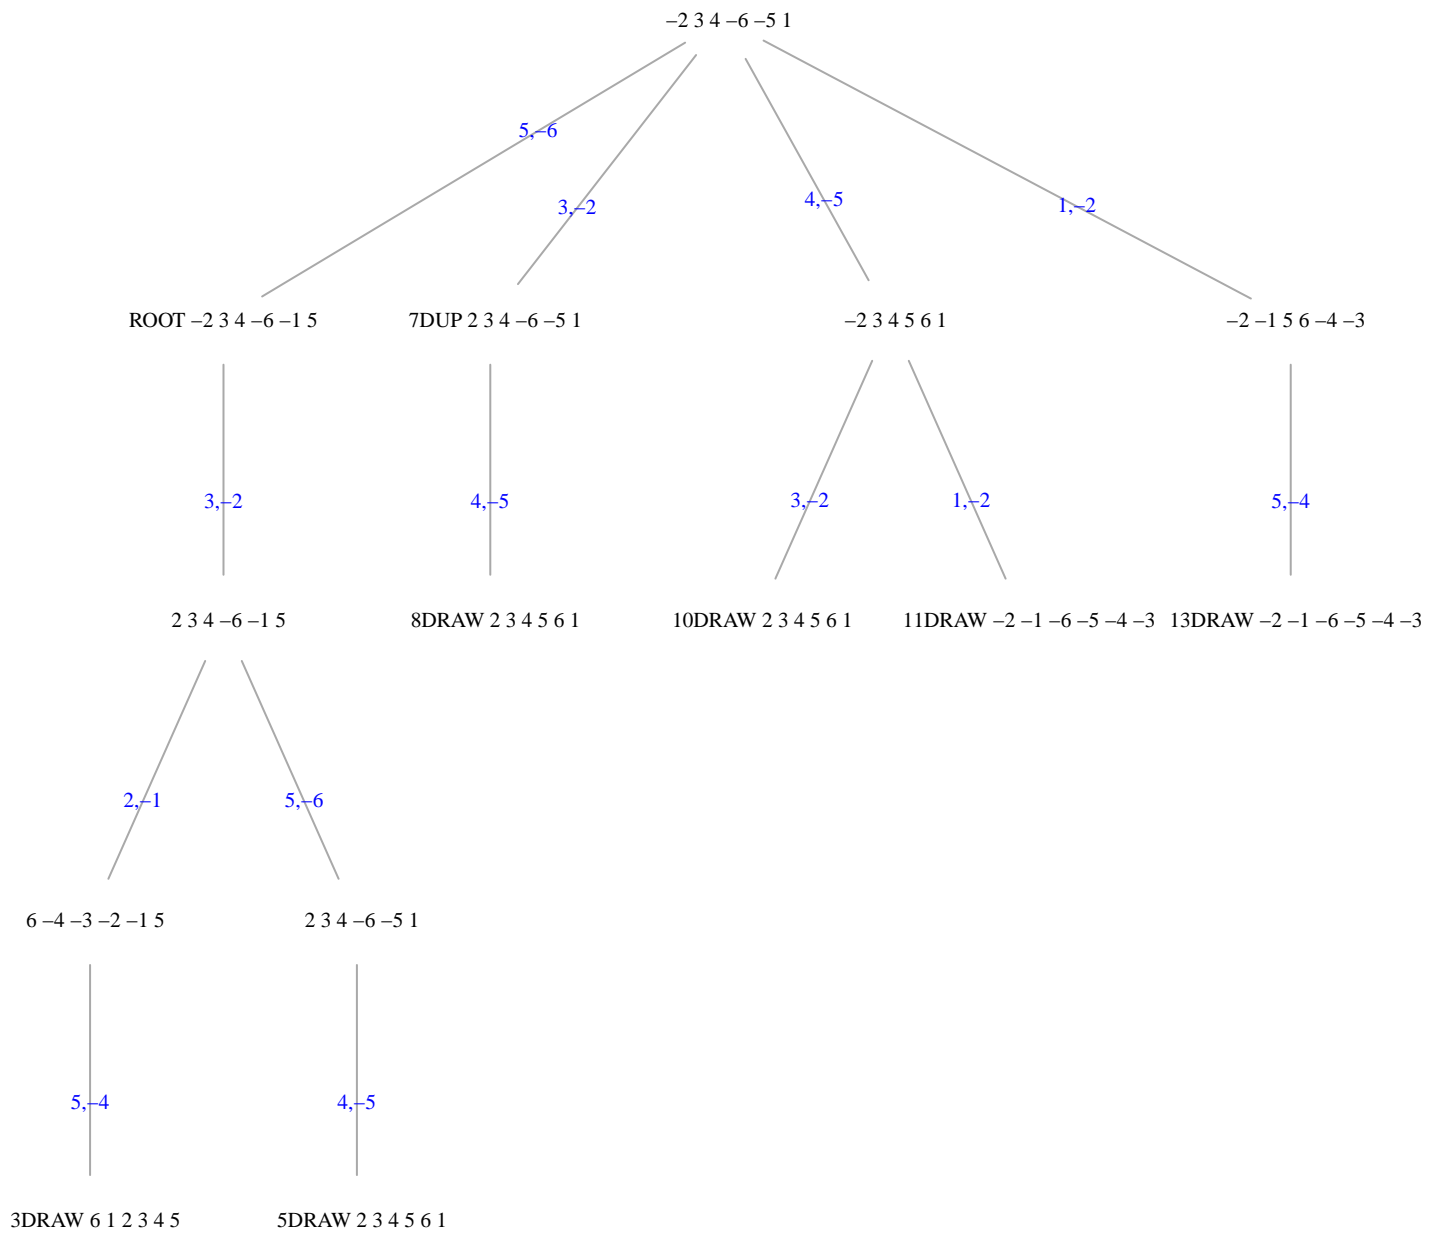 –2 3 4 –6 –5 1
5,–6
3,–2
4,–5
1,–2
ROOT –2 3 4 –6 –1 5
7DUP 2 3 4 –6 –5 1
–2 3 4 5 6 1
–2 –1 5 6 –4 –3
3,–2
4,–5
3,–2
1,–2
5,–4
2 3 4 –6 –1 5
8DRAW 2 3 4 5 6 1
10DRAW 2 3 4 5 6 1
11DRAW –2 –1 –6 –5 –4 –3
13DRAW –2 –1 –6 –5 –4 –3
2,–1
5,–6
6 –4 –3 –2 –1 5
2 3 4 –6 –5 1
5,–4
4,–5
3DRAW 6 1 2 3 4 5
5DRAW 2 3 4 5 6 1